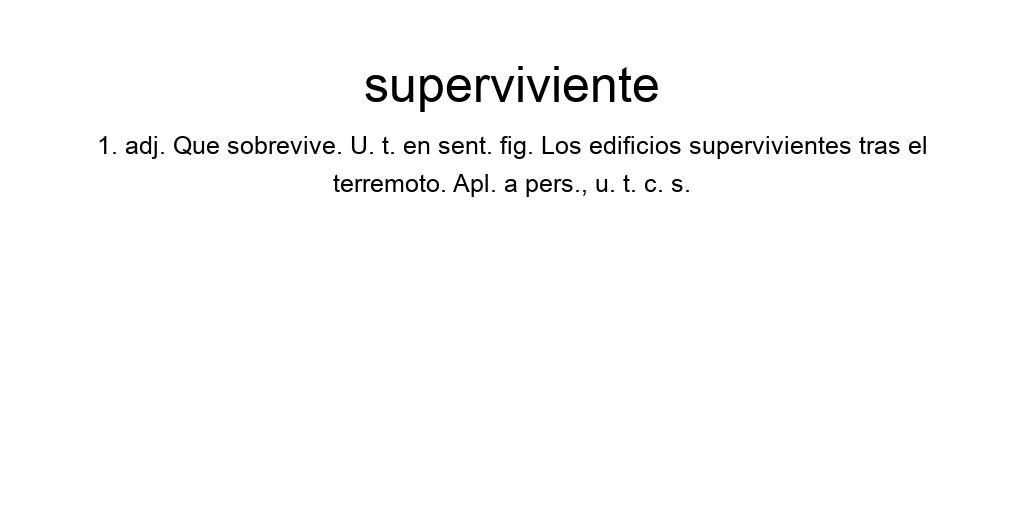 superviviente
1. adj. Que sobrevive. U. t. en sent. fig. Los edificios supervivientes tras el
terremoto. Apl. a pers., u. t. c. s.